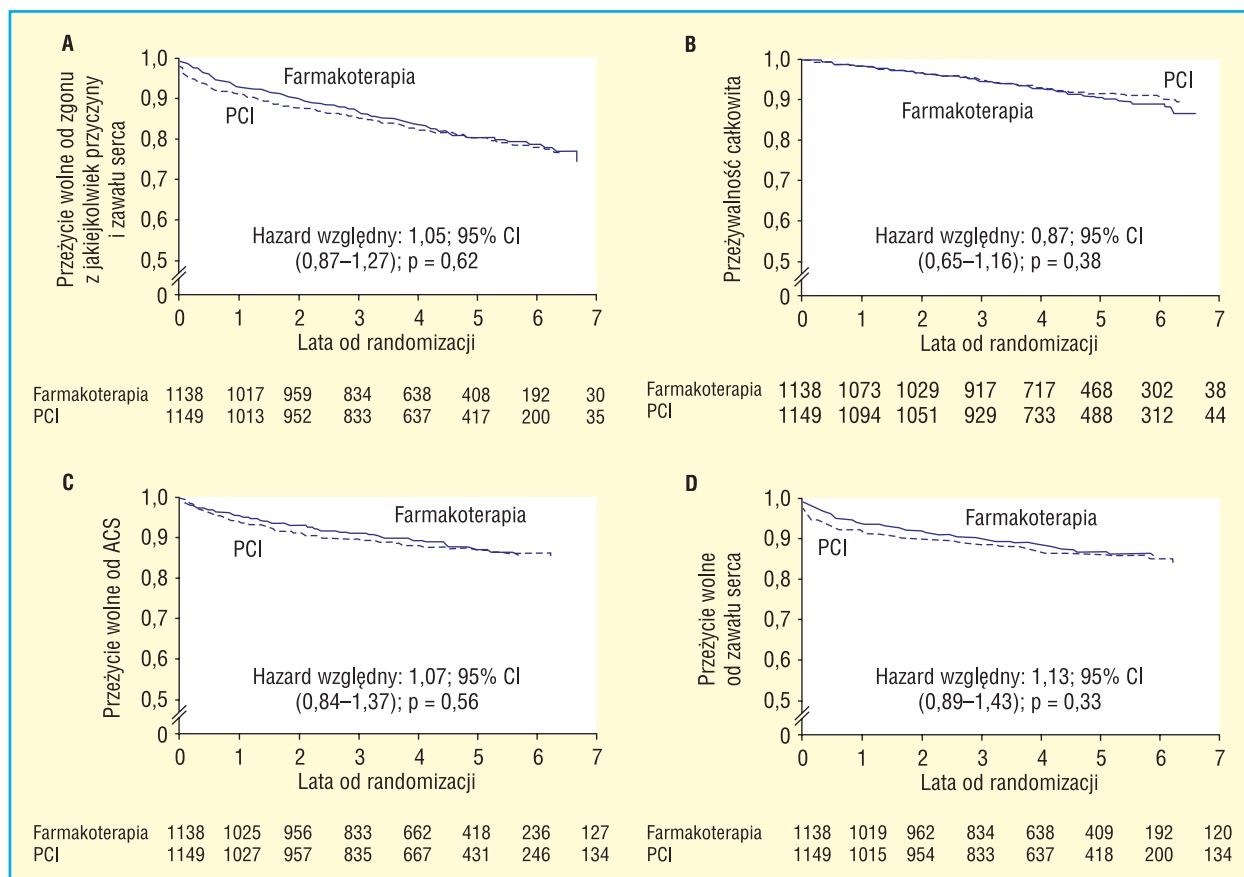 A
Przeżycie wolne od zgonu
z jakiejkolwiek przyczyny
i zawału serca
1,0
0,9
0,8
0,7
0,6
0,5
0
Farmakoterapia
PCI
Hazard względny: 1,05; 95% CI
(0,87–1,27); p = 0,62
0 1 2 3 4 5 6 7
Lata od randomizacji
Farmakoterapia 1138 1017 959 834 638 408 192 30
PCI 1149 1013 952 833 637 417 200 35
B
Przeżywalność całkowita
1,0
0,9
0,8
0,7
0,6
0,5
0
PCI
Farmakoterapia
Hazard względny: 0,87; 95% CI
(0,65–1,16); p = 0,38
0 1 2 3 4 5 6 7
Lata od randomizacji
Farmakoterapia 1138 1073 1029 917 717 468 302 38
PCI 1149 1094 1051 929 733 488 312 44
C
Przeżycie wolne od ACS
1,0
0,9
0,8
0,7
0,6
0,5
0
Farmakoterapia
PCI
Hazard względny: 1,07; 95% CI
(0,84–1,37); p = 0,56
0 1 2 3 4 5 6 7
Lata od randomizacji
Farmakoterapia 1138 1025 956 833 662 418 236 127
PCI 1149 1027 957 835 667 431 246 134
D
Przeżycie wolne
od zawału serca
1,0
0,9
0,8
0,7
0,6
0,5
0
Farmakoterapia
PCI
Hazard względny: 1,13; 95% CI
(0,89–1,43); p = 0,33
0 1 2 3 4 5 6 7
Lata od randomizacji
Farmakoterapia 1138 1019 962 834 638 409 192 120
PCI 1149 1015 954 833 637 418 200 134